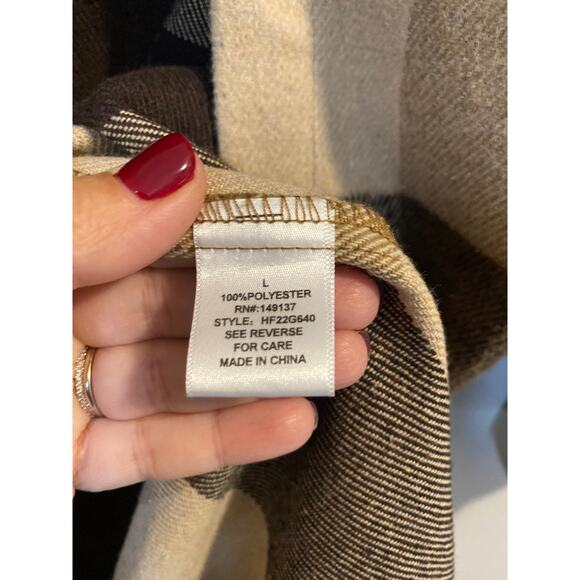 L
100%POLYESTER
RN#:149137
STYLE: HF22G640
SEE REVERSE
FOR CARE
MADE IN CHINA